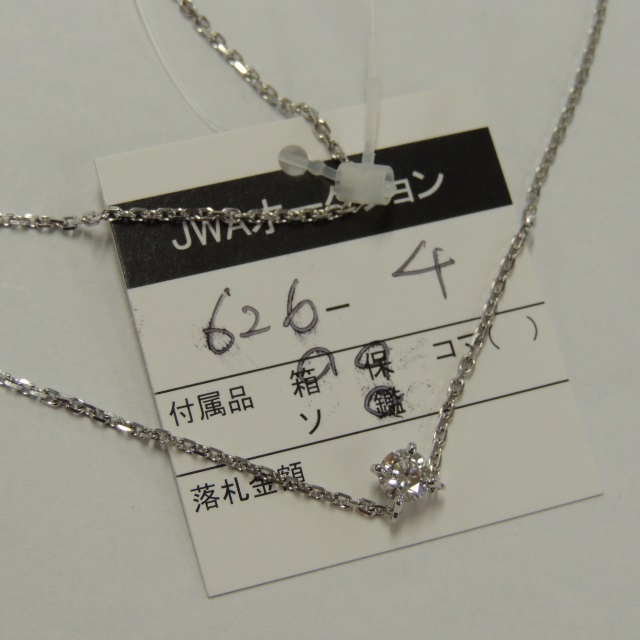 JWAオークション
626-4
付属品 箱 保 コマ( )
ソ 鑑
落札金額